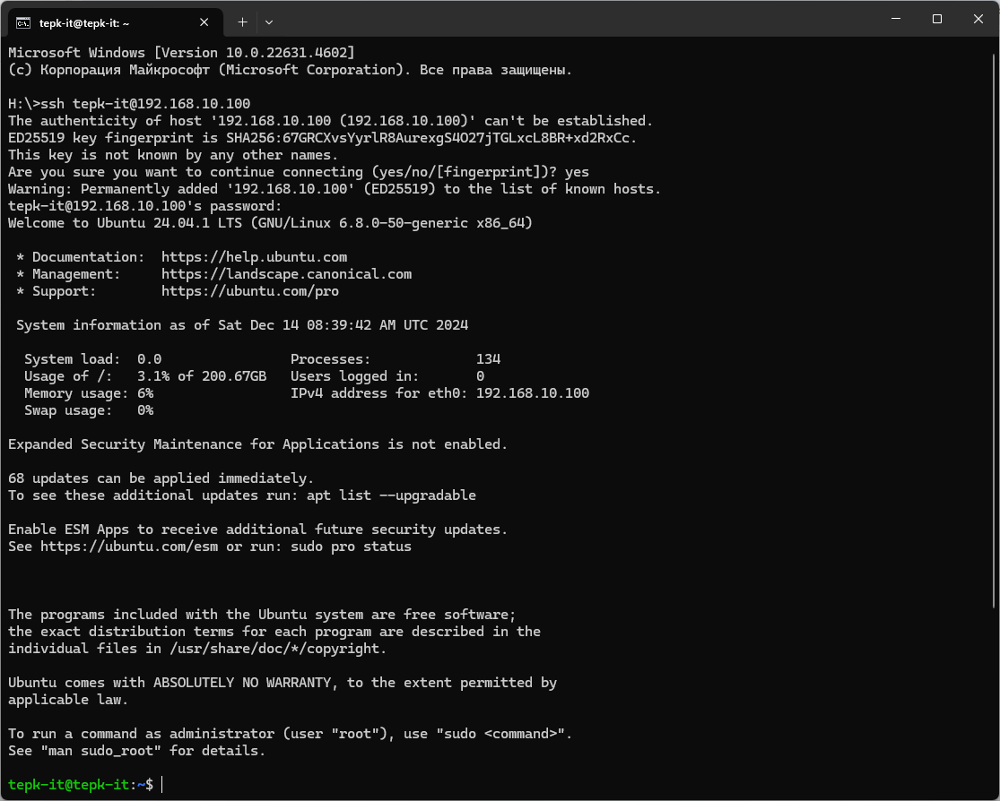 tepk-it@tepk-it: ~
Microsoft Windows [Version 10.0.22631.4602]
(c) Корпорация Майкрософт (Microsoft Corporation). Все права защищены.
H:\>ssh tepk-it@192.168.10.100
The authenticity of host '192.168.10.100 (192.168.10.100)' can't be established.
ED25519 key fingerprint is SHA256:67GRCXvsYyrlR8AurexgS4O27jTGLxcL8BR+xd2RxCc.
This key is not known by any other names.
Are you sure you want to continue connecting (yes/no/[fingerprint])? yes
Warning: Permanently added '192.168.10.100' (ED25519) to the list of known hosts.
tepk-it@192.168.10.100's password:
Welcome to Ubuntu 24.04.1 LTS (GNU/Linux 6.8.0-50-generic x86_64)
* Documentation:  https://help.ubuntu.com
* Management:     https://landscape.canonical.com
* Support:        https://ubuntu.com/pro
System information as of Sat Dec 14 08:39:42 AM UTC 2024
System load:  0.0                Processes:             134
Usage of /:   3.1% of 200.67GB   Users logged in:       0
Memory usage: 6%                 IPv4 address for eth0: 192.168.10.100
Swap usage:   0%
Expanded Security Maintenance for Applications is not enabled.
68 updates can be applied immediately.
To see these additional updates run: apt list --upgradable
Enable ESM Apps to receive additional future security updates.
See https://ubuntu.com/esm or run: sudo pro status
The programs included with the Ubuntu system are free software;
the exact distribution terms for each program are described in the
individual files in /usr/share/doc/*/copyright.
Ubuntu comes with ABSOLUTELY NO WARRANTY, to the extent permitted by
applicable law.
To run a command as administrator (user "root"), use "sudo <command>".
See "man sudo_root" for details.
tepk-it@tepk-it:~$